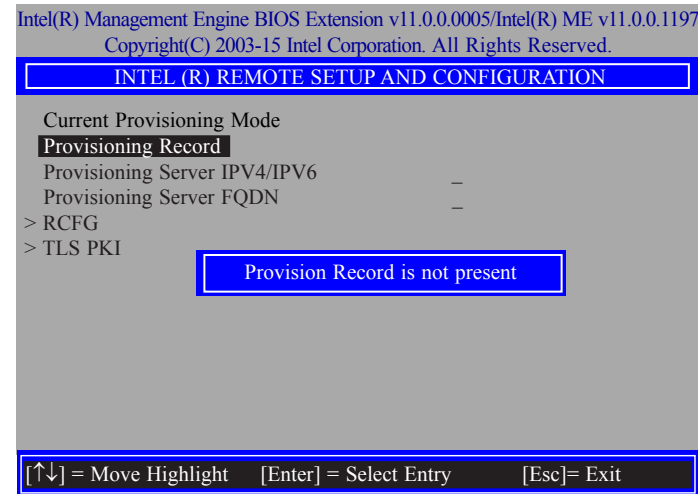 Intel(R) Management Engine BIOS Extension v11.0.0.0005/Intel(R) ME v11.0.0.1197
Copyright(C) 2003-15 Intel Corporation. All Rights Reserved.
INTEL (R) REMOTE SETUP AND CONFIGURATION
Current Provisioning Mode
Provisioning Record
Provisioning Server IPV4/IPV6 _
Provisioning Server FQDN _
> RCFG
> TLS PKI
Provision Record is not present
[↑↓] = Move Highlight [Enter] = Select Entry [Esc]= Exit